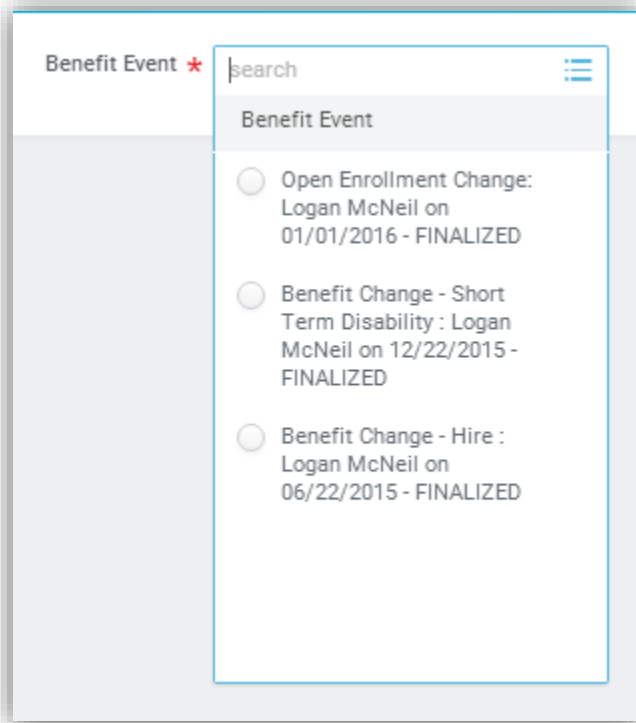 Benefit Event *
search
Benefit Event
Open Enrollment Change:
Logan McNeil on
01/01/2016 - FINALIZED
Benefit Change - Short
Term Disability : Logan
McNeil on 12/22/2015 -
FINALIZED
Benefit Change - Hire :
Logan McNeil on
06/22/2015 - FINALIZED